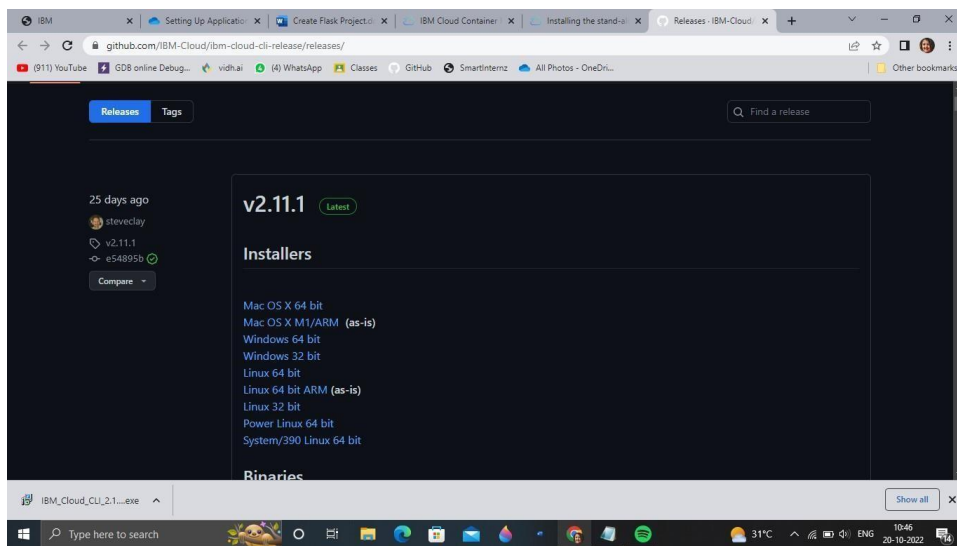 IBM
Setting Up Application
Create Flask Project.d
IBM Cloud Container
Installing the stand-al
Releases · IBM-Cloud/
github.com/IBM-Cloud/ibm-cloud-cli-release/releases/
(911) YouTube
GDB online Debug...
vidh.ai
(4) WhatsApp
Classes
GitHub
SmartInternz
All Photos - OneDri...
Other bookmarks
Releases
Tags
Find a release
25 days ago
steveclay
v2.11.1
e54895b
Compare
v2.11.1 Latest
Installers
Mac OS X 64 bit
Mac OS X M1/ARM (as-is)
Windows 64 bit
Windows 32 bit
Linux 64 bit
Linux 64 bit ARM (as-is)
Linux 32 bit
Power Linux 64 bit
System/390 Linux 64 bit
Binaries
IBM_Cloud_CLI_2.1....exe
Show all
Type here to search
31°C
ENG
10:46
20-10-2022
14